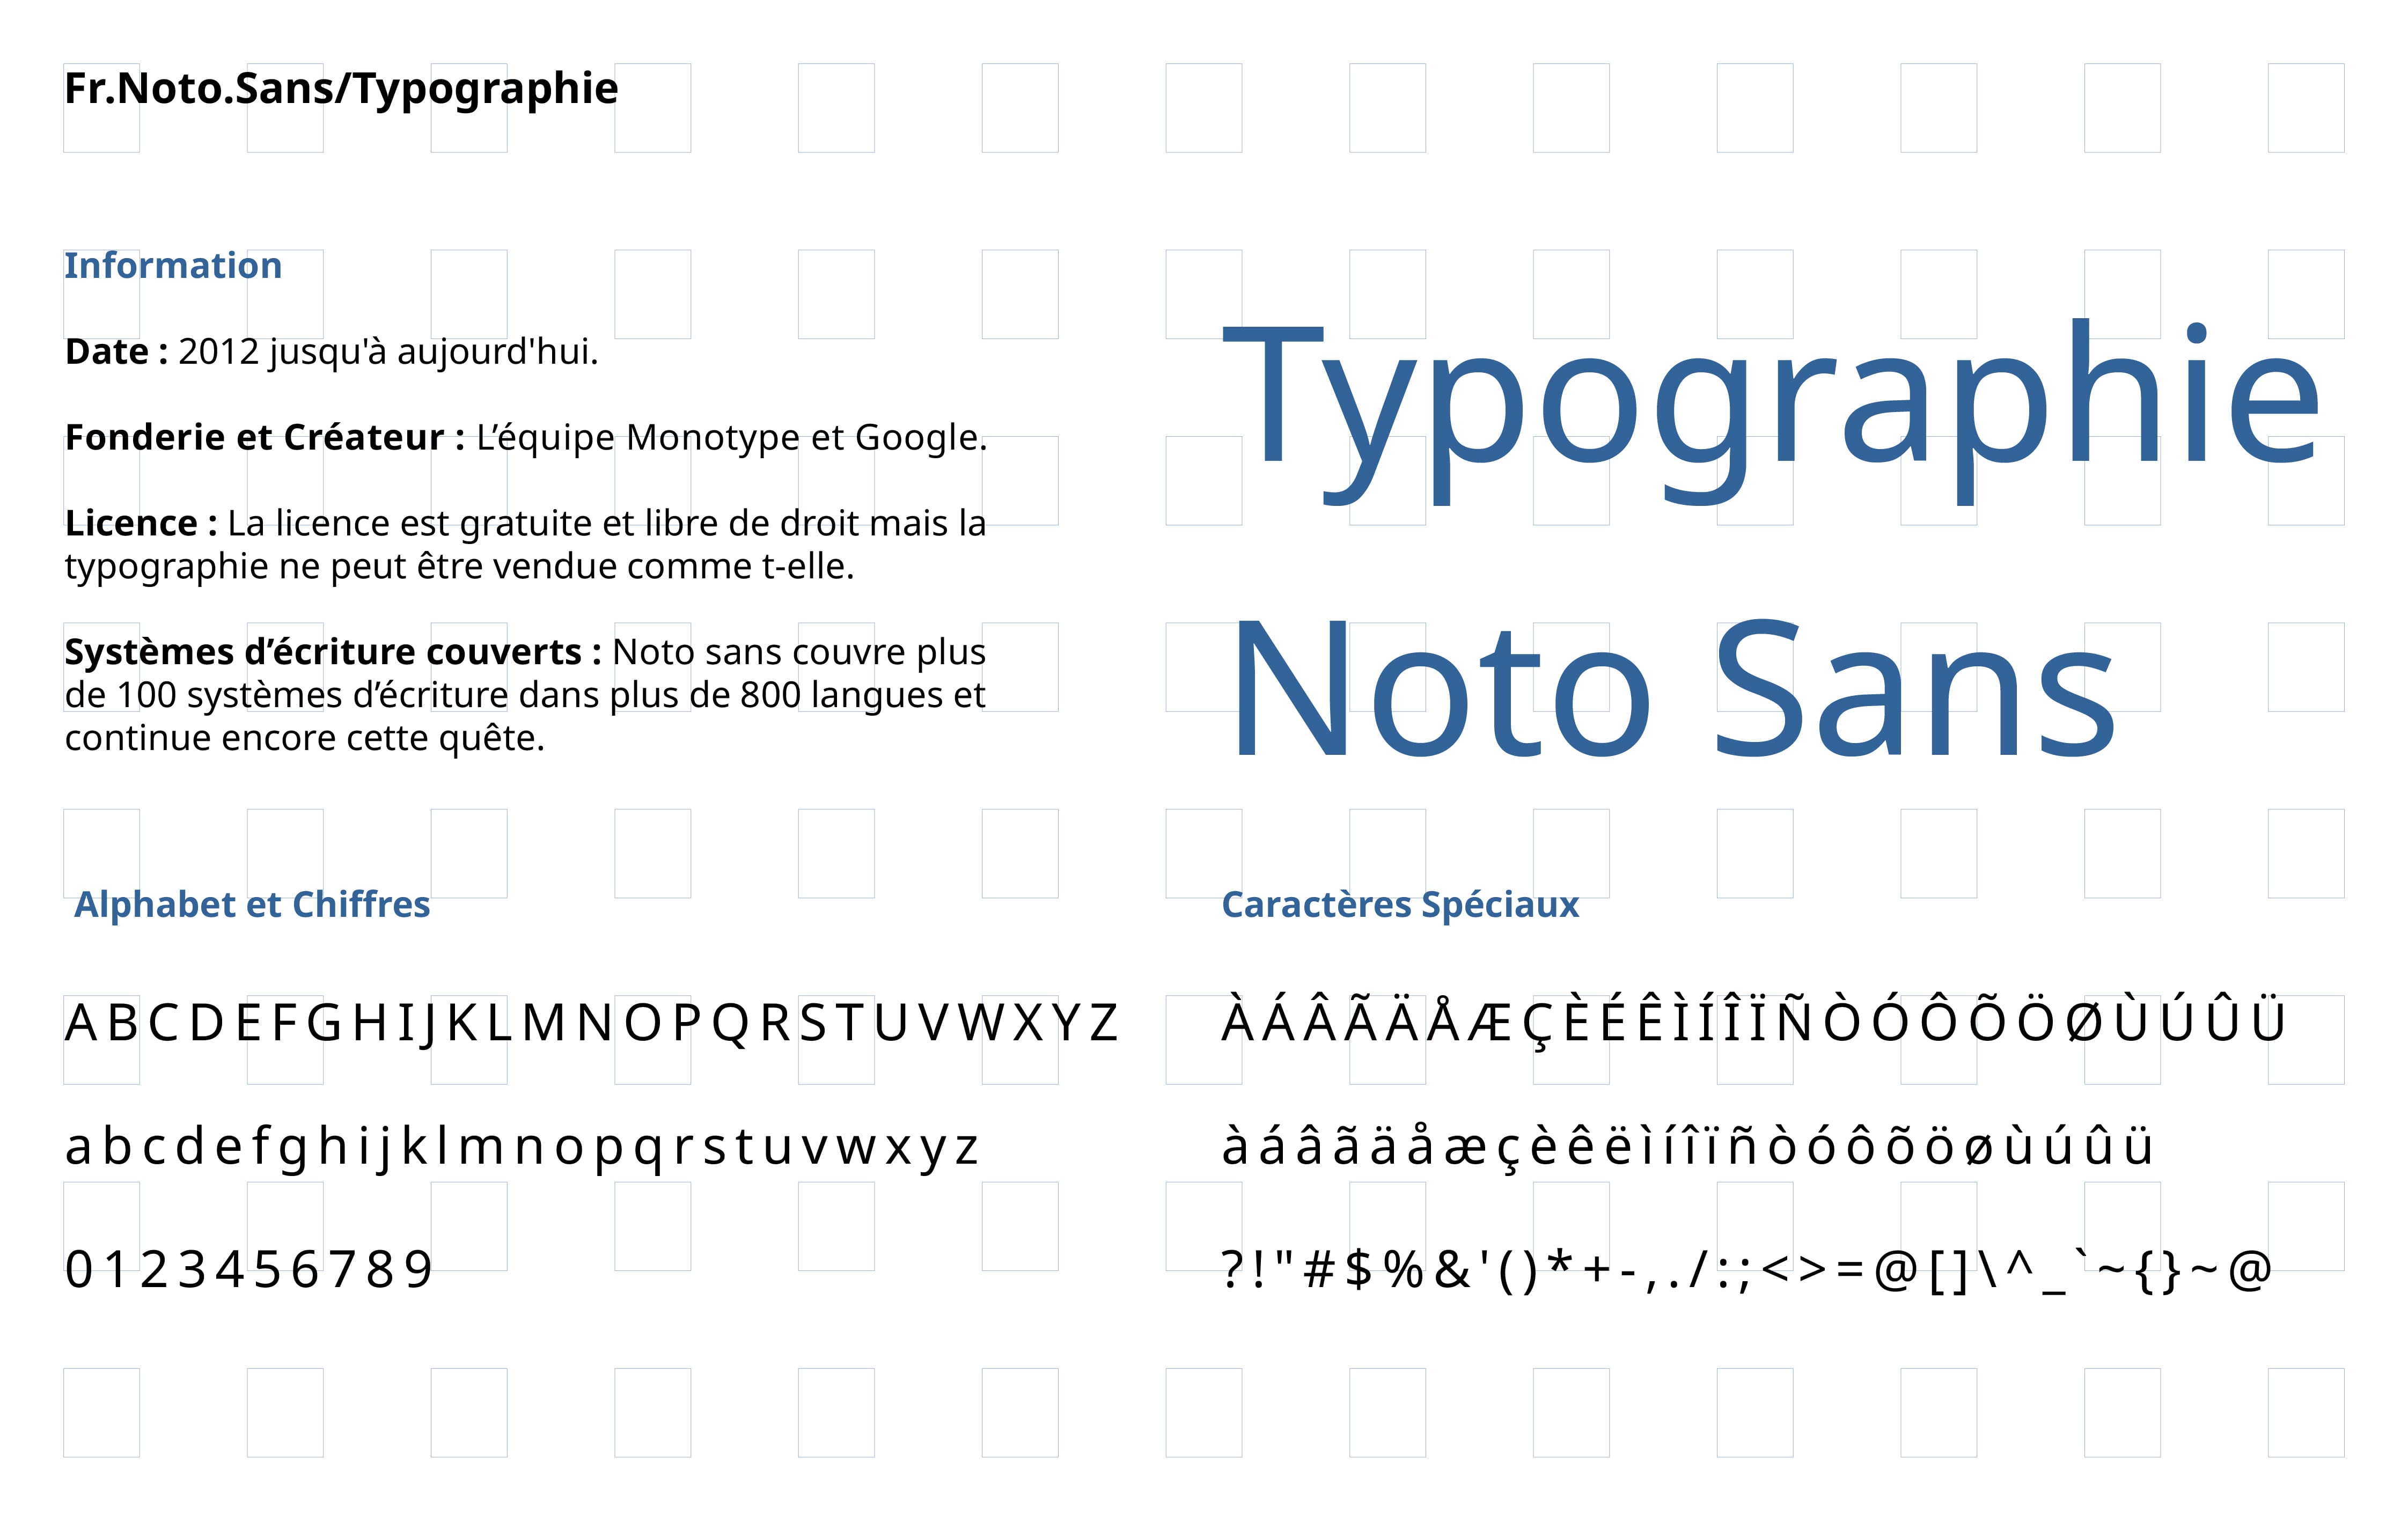 Fr.Noto.Sans/Typographie
Information
Date : 2012 jusqu'à aujourd'hui.
Fonderie et Créateur : L’équipe Monotype et Google.
Licence : La licence est gratuite et libre de droit mais la
typographie ne peut être vendue comme t-elle.
Systèmes d’écriture couverts : Noto sans couvre plus
de 100 systèmes d’écriture dans plus de 800 langues et
continue encore cette quête.
Typographie
Noto Sans
Alphabet et Chiffres
A B C D E F G H I J K L M N O P Q R S T U V W X Y Z
a b c d e f g h i j k l m n o p q r s t u v w x y z
0 1 2 3 4 5 6 7 8 9
Caractères Spéciaux
À Á Â Ã Ä Å Æ Ç È É Ê Ì Í Î Ï Ñ Ò Ó Ô Õ Ö Ø Ù Ú Û Ü
à á â ã ä å æ ç è ê ë ì í î ï ñ ò ó ô õ ö ø ù ú û ü
? ! " # $ % & ' ( ) * + - , . / : ; < > = @ [ ] \ ^ _ ` ~ { } ~ @